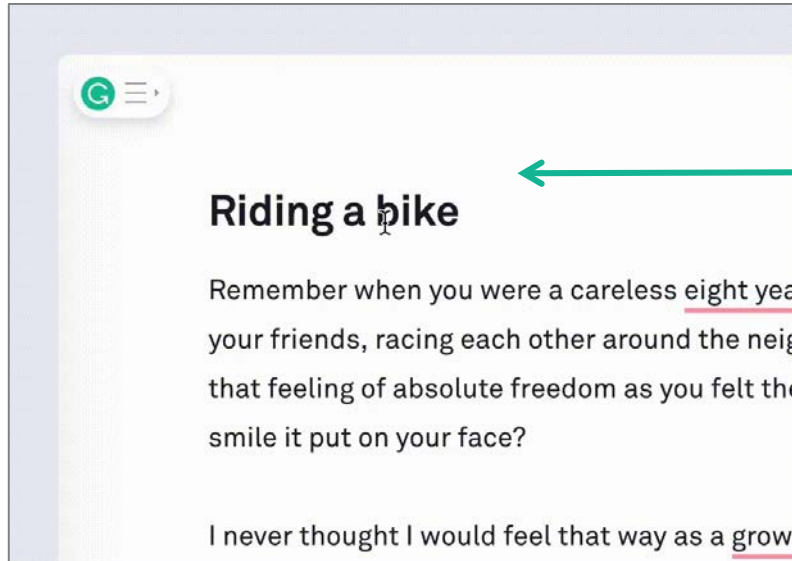 Riding a bike
Remember when you were a careless eight yea
your friends, racing each other around the neig
that feeling of absolute freedom as you felt the
smile it put on your face?
I never thought I would feel that way as a grow